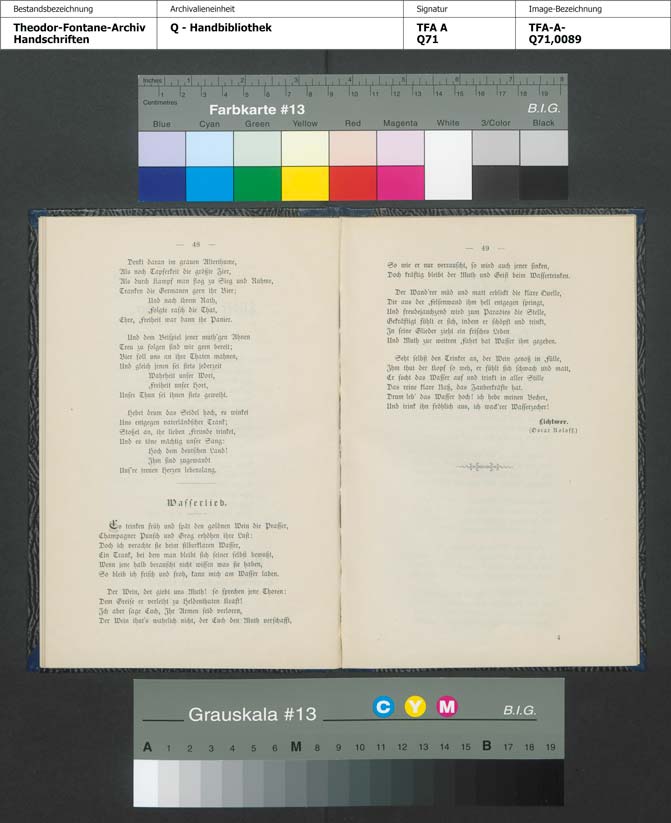 Bestandsbezeichnung
Archivalieneinheit
Signatur
Image-Bezeichnung
Theodor-Fontane-Archiv
Handschriften
Q - Handbibliothek
TFA A
Q71
TFA-A-
Q71,0089
Inches 1 2 3 4 5 6 7 8
1 2 3 4 5 6 7 8 9 10 11 12 13 14 15 16 17 18 19
Centimetres
Farbkarte #13
B.I.G.
Blue Cyan Green Yellow Red Magenta White 3/Color Black
— 48 —
Denkt daran im grauen Alterthume,
Als noch Tapferkeit die größte Zier,
Als durch Kampf man flog zu Sieg und Ruhme,
Tranken die Germanen gern ihr Bier;
Und nach ihrem Rath,
Folgte rasch die That,
Ehre, Freiheit war dann ihr Panier.
Und dem Beispiel jener muth'gen Ahnen
Treu zu folgen sind wir gern bereit;
Bier soll uns an ihre Thaten mahnen,
Und gleich jenen sei stets jederzeit
Wahrheit unser Wort,
Freiheit unser Hort,
Unser Thun sei ihnen stets geweiht.
Hebet drum das Seidel hoch, es winket
Uns entgegen vaterländscher Trank;
Stoßet an, ihr lieben Freunde trinket,
Und es töne mächtig unser Sang:
Hoch dem deutschen Land!
Ihm sind zugewandt
Uns're treuen Herzen lebenslang.
Wasserlied.
Es trinken früh und spät den goldnen Wein die Prasser,
Champagner Punsch und Grog erhöhen ihre Lust:
Doch ich verachte sie beim silberklaren Wasser,
Ein Trank, bei dem man bleibt sich seiner selbst bewußt,
Wenn jene halb berauscht nicht wissen was sie haben,
So bleib ich frisch und froh, kann mich am Wasser laben.
Der Wein, der giebt uns Muth! so sprechen jene Thoren:
Dem Greise er verleiht zu Heldenthaten Kraft!
Ich aber sage Euch, Ihr Armen seid verloren,
Der Wein that's wahrlich nicht, der Euch den Muth verschafft,
— 49 —
So wie er nur verrauscht, so wird auch jener sinken,
Doch kräftig bleibt der Muth und Geist beim Wassertrinken.
Der Wand'rer müd und matt erblickt die klare Quelle,
Die aus der Felsenwand ihm hell entgegen springt,
Und freudejauchzend wird zum Paradies die Stelle,
Gekräftigt fühlt er sich, indem er schöpft und trinkt,
In seine Glieder zieht ein frisches Leben
Und Muth zur weitren Fahrt hat Wasser ihm gegeben.
Seht selbst den Trinker an, der Wein genoß in Fülle,
Ihm thut der Kopf so weh, er fühlt sich schwach und matt,
Er sucht das Wasser auf und trinkt in aller Stille
Das reine klare Naß, das Zauberkräfte hat.
Drum leb' das Wasser hoch! ich hebe meinen Becher,
Und trink ihn fröhlich aus, ich wack'rer Wasserzecher!
Lichtwer.
(Oscar Roloff.)
4
Grauskala #13
C Y M
B.I.G.
A 1 2 3 4 5 6 M 8 9 10 11 12 13 14 15 B 17 18 19